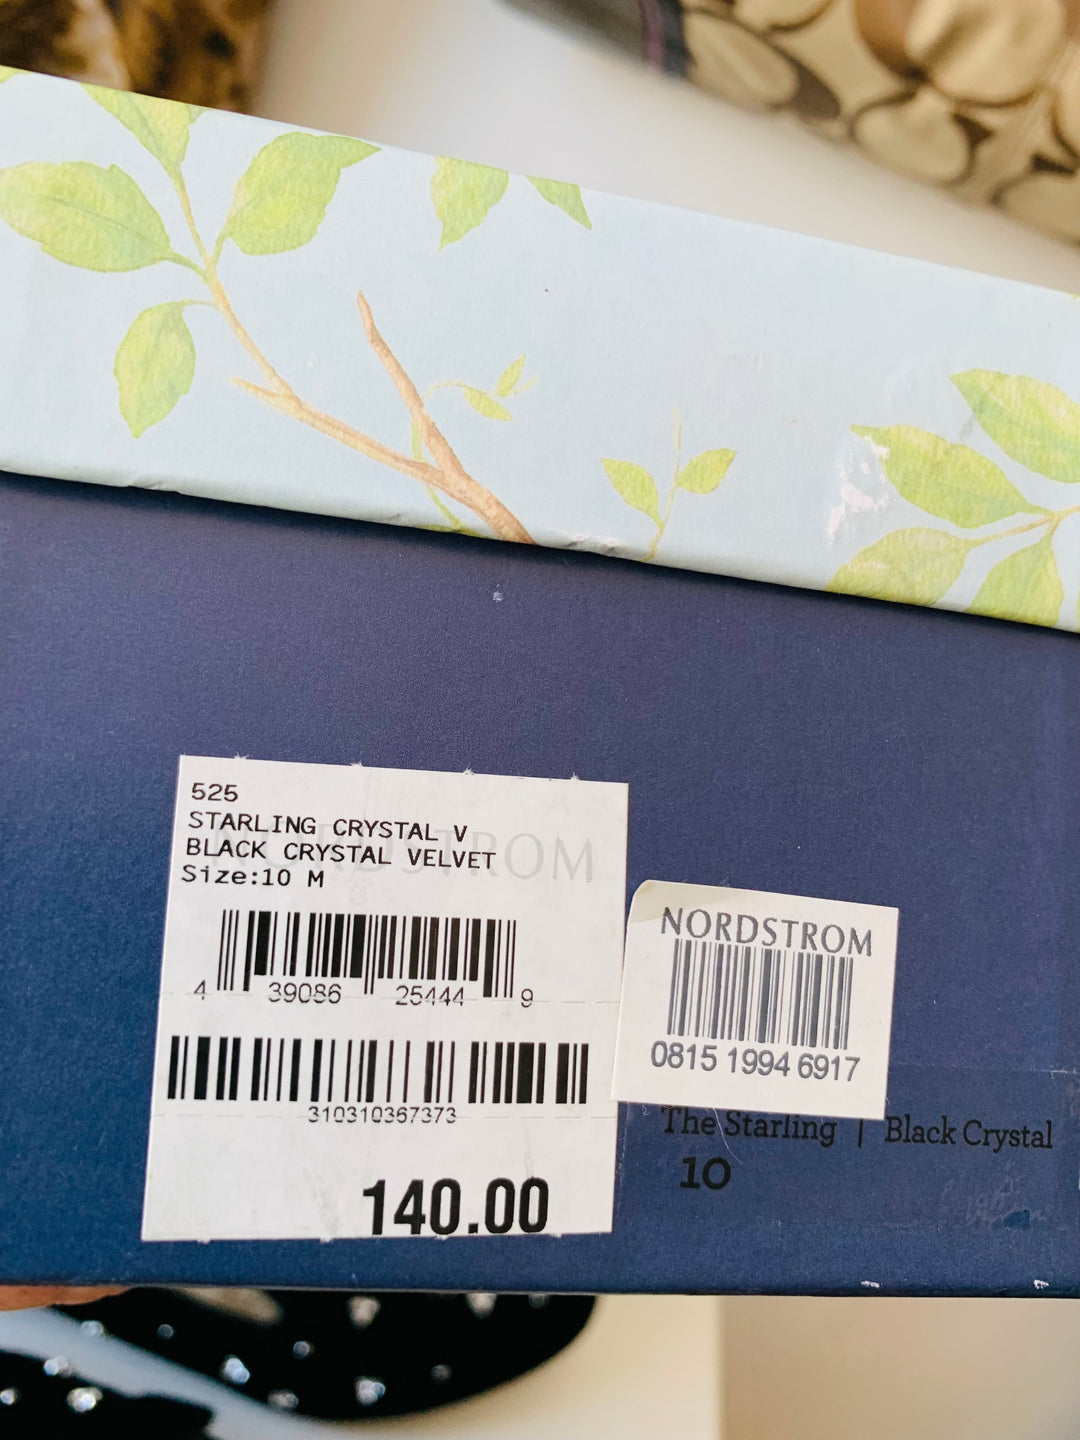 525
STARLING CRYSTAL V
BLACK CRYSTAL VELVET
Size:10 M
NORDSTROM
4 39086 25444 9
310310367373
140.00
NORDSTROM
0815 1994 6917
The Starling | Black Crystal
10